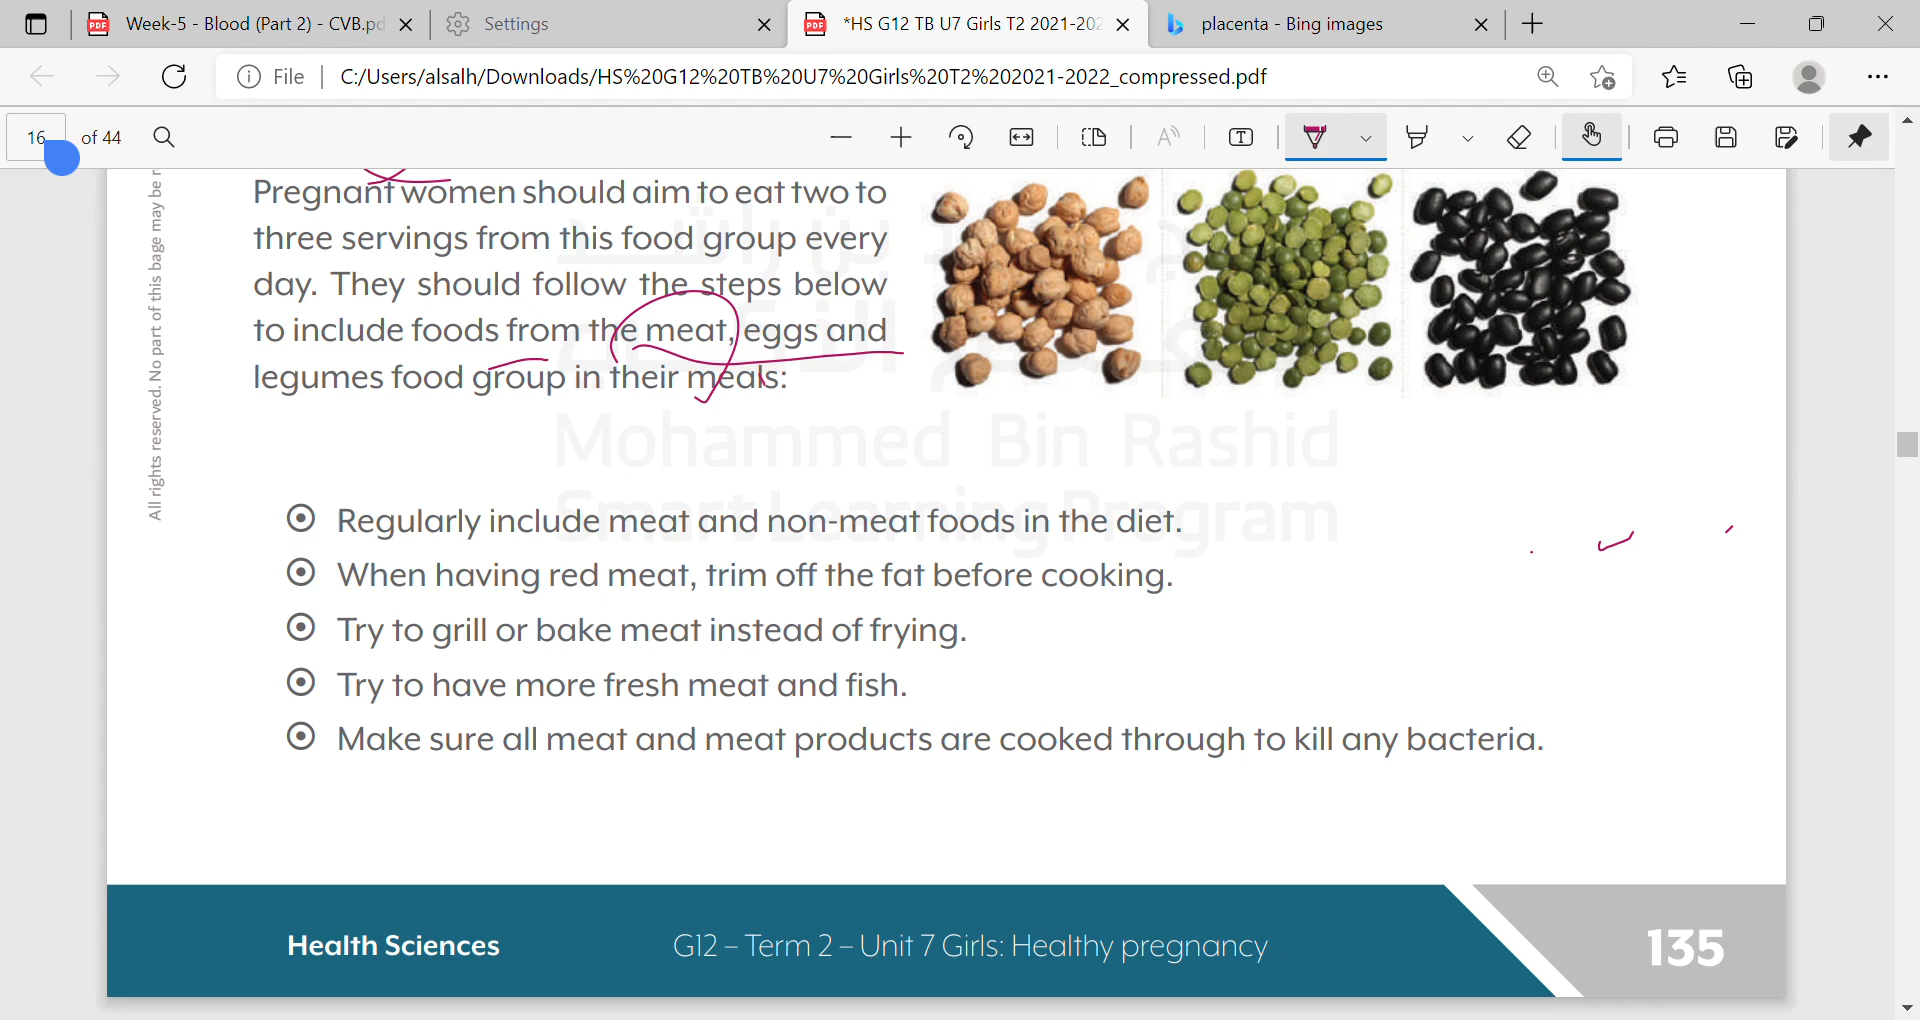 Week-5 - Blood (Part 2) - CVB.pd
Settings
*HS G12 TB U7 Girls T2 2021-202
placenta - Bing images
File
C:/Users/alsalh/Downloads/HS%20G12%20TB%20U7%20Girls%20T2%202021-2022_compressed.pdf
16 of 44
All rights reserved. No part of this bage may be r
Pregnant women should aim to eat two to
three servings from this food group every
day. They should follow the steps below
to include foods from the meat, eggs and
legumes food group in their meals:
Mohammed Bin Rashid
Smart Learning Program
Regularly include meat and non-meat foods in the diet.
When having red meat, trim off the fat before cooking.
Try to grill or bake meat instead of frying.
Try to have more fresh meat and fish.
Make sure all meat and meat products are cooked through to kill any bacteria.
Health Sciences
G12 – Term 2 – Unit 7 Girls: Healthy pregnancy
135